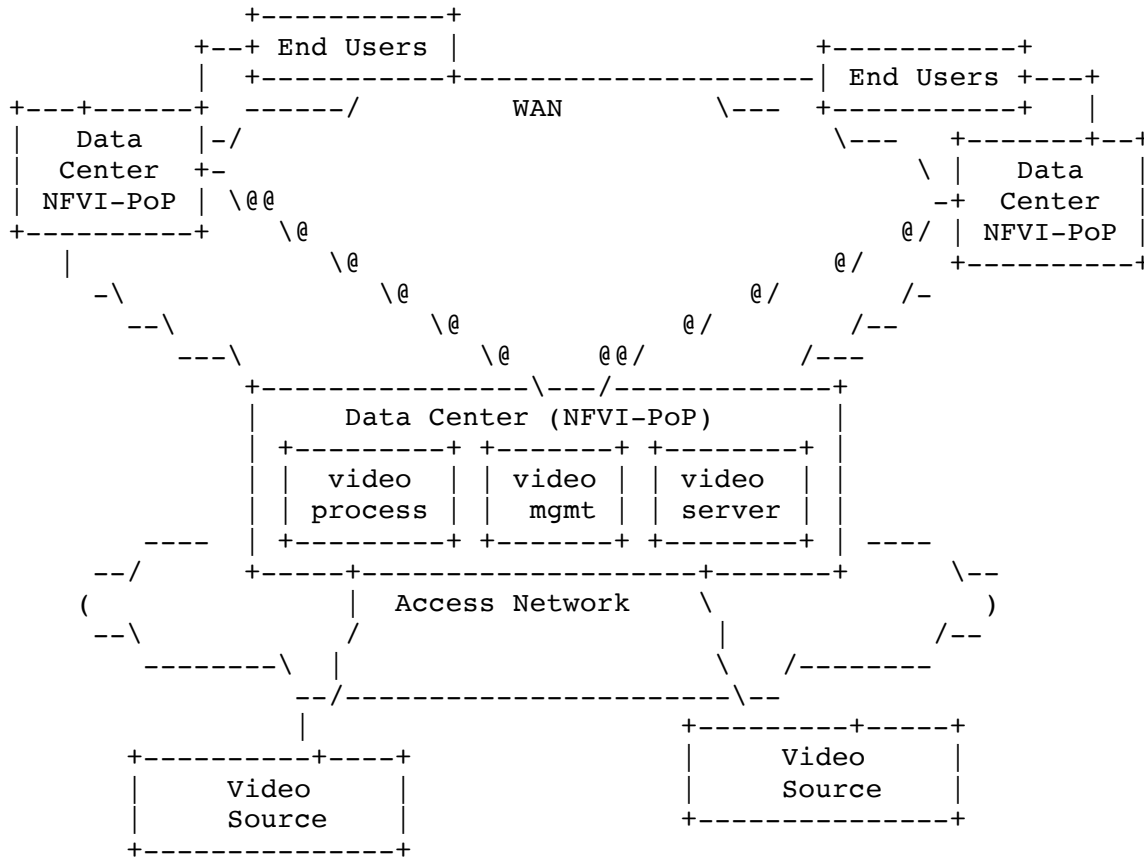 End Users
End Users
WAN
Data
Center
NFVI-PoP
Data
Center
NFVI-PoP
Data Center (NFVI-PoP)
video
process
video
mgmt
video
server
Access Network
Video
Source
Video
Source